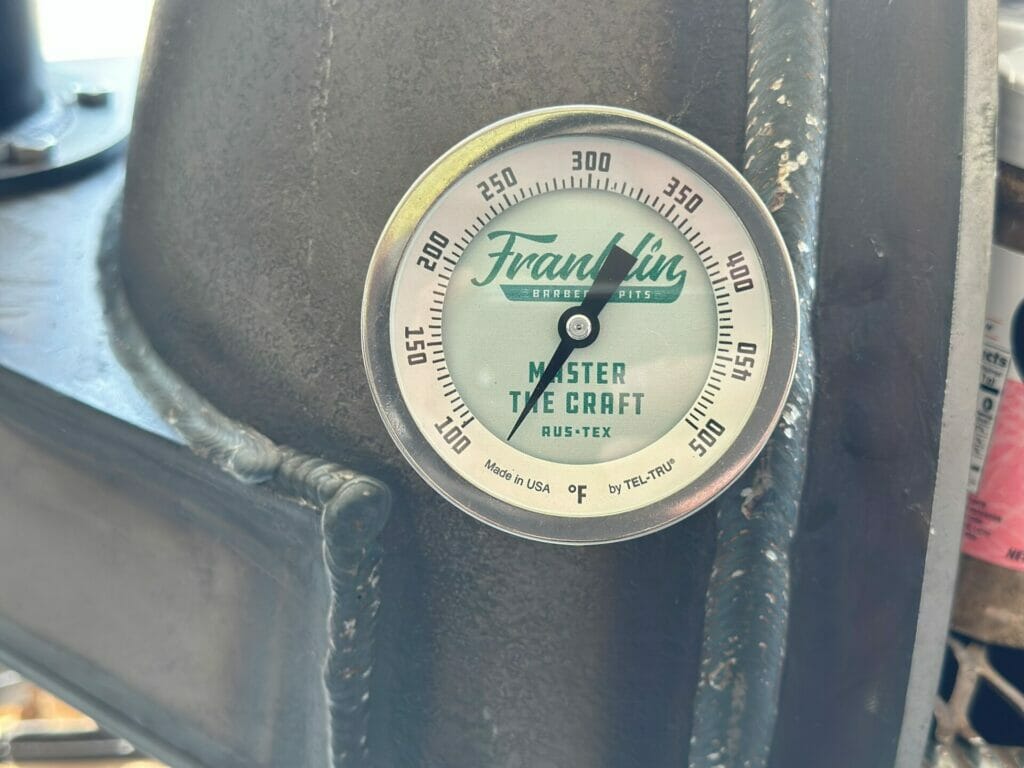 300
250
350
200
400
150
450
100
500
Franklin
BARBECUE PITS
MASTER
THE CRAFT
AUS-TEX
Made in USA
°F
by TEL-TRU®